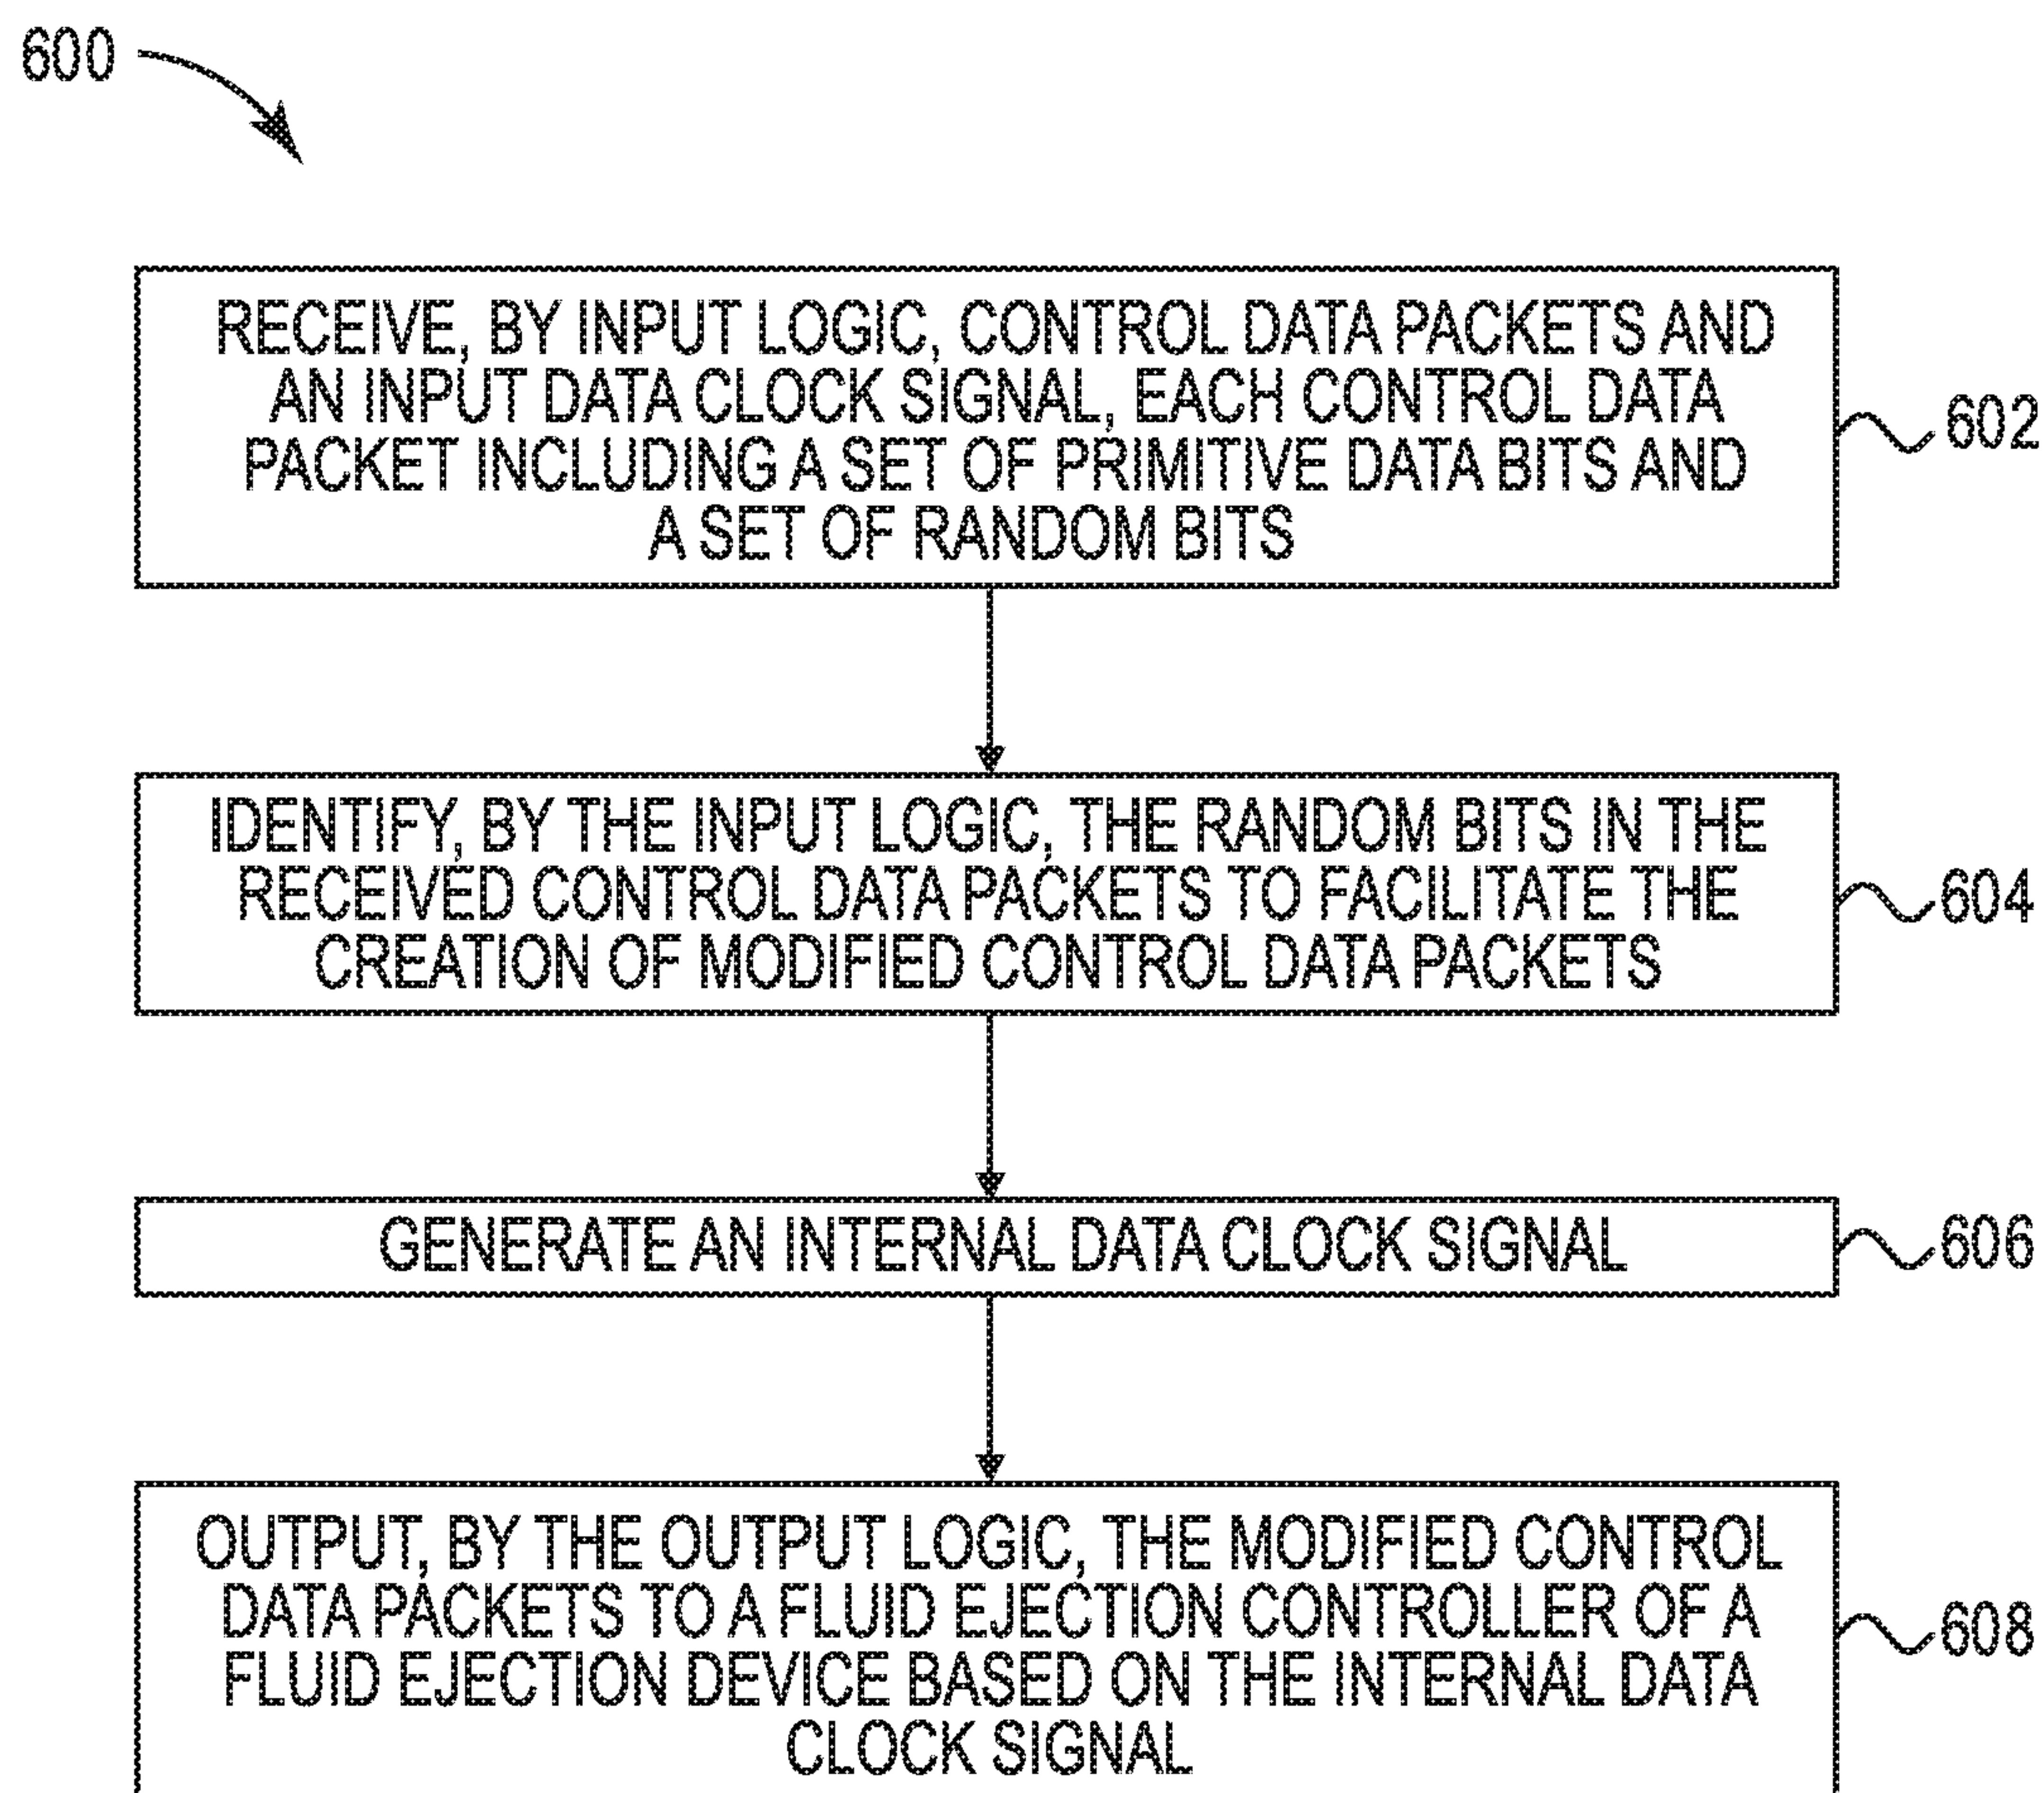 600
RECEIVE, BY INPUT LOGIC, CONTROL DATA PACKETS AND
AN INPUT DATA CLOCK SIGNAL, EACH CONTROL DATA
PACKET INCLUDING A SET OF PRIMITIVE DATA BITS AND
A SET OF RANDOM BITS
602
IDENTIFY, BY THE INPUT LOGIC, THE RANDOM BITS IN THE
RECEIVED CONTROL DATA PACKETS TO FACILITATE THE
CREATION OF MODIFIED CONTROL DATA PACKETS
604
GENERATE AN INTERNAL DATA CLOCK SIGNAL
606
OUTPUT, BY THE OUTPUT LOGIC, THE MODIFIED CONTROL
DATA PACKETS TO A FLUID EJECTION CONTROLLER OF A
FLUID EJECTION DEVICE BASED ON THE INTERNAL DATA
CLOCK SIGNAL
608